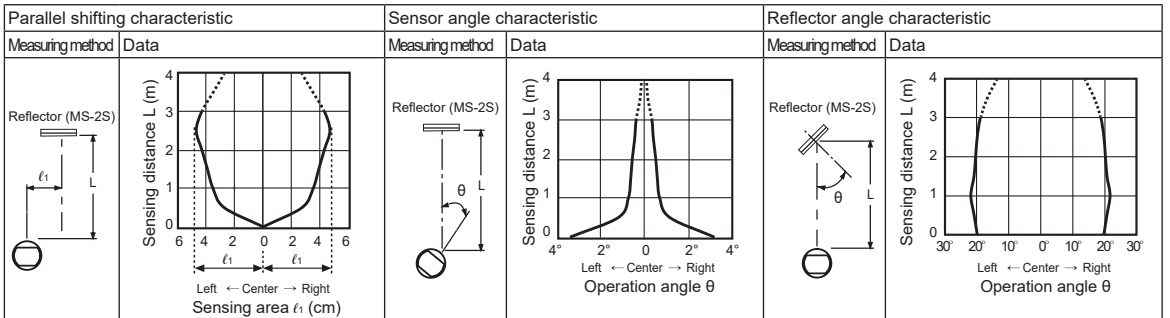 Parallel shifting characteristic
Measuring method Data
Reflector (MS-2S)
ℓ1
L
Sensing distance L (m)
4
3
2
1
0
6 4 2 0 2 4 6
ℓ1 ℓ1
Left ← Center → Right
Sensing area ℓ1 (cm)
Sensor angle characteristic
Measuring method Data
Reflector (MS-2S)
θ
L
Sensing distance L (m)
4
3
2
1
0
4° 2° 0 2° 4°
Left ← Center → Right
Operation angle θ
Reflector angle characteristic
Measuring method Data
Reflector (MS-2S)
θ
L
Sensing distance L (m)
4
3
2
1
0
30° 20° 10° 0° 10° 20° 30°
Left ← Center → Right
Operation angle θ